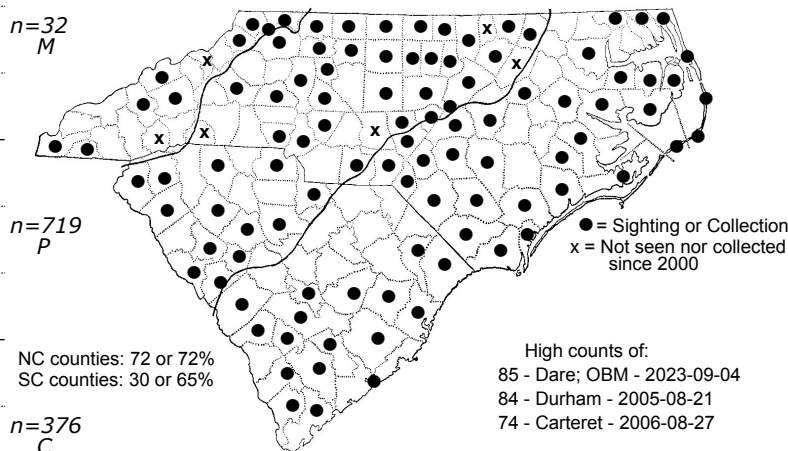 n=32
M
n=719
P
n=376
C
● = Sighting or Collection
x = Not seen nor collected
since 2000
NC counties: 72 or 72%
SC counties: 30 or 65%
High counts of:
85 - Dare; OBM - 2023-09-04
84 - Durham - 2005-08-21
74 - Carteret - 2006-08-27